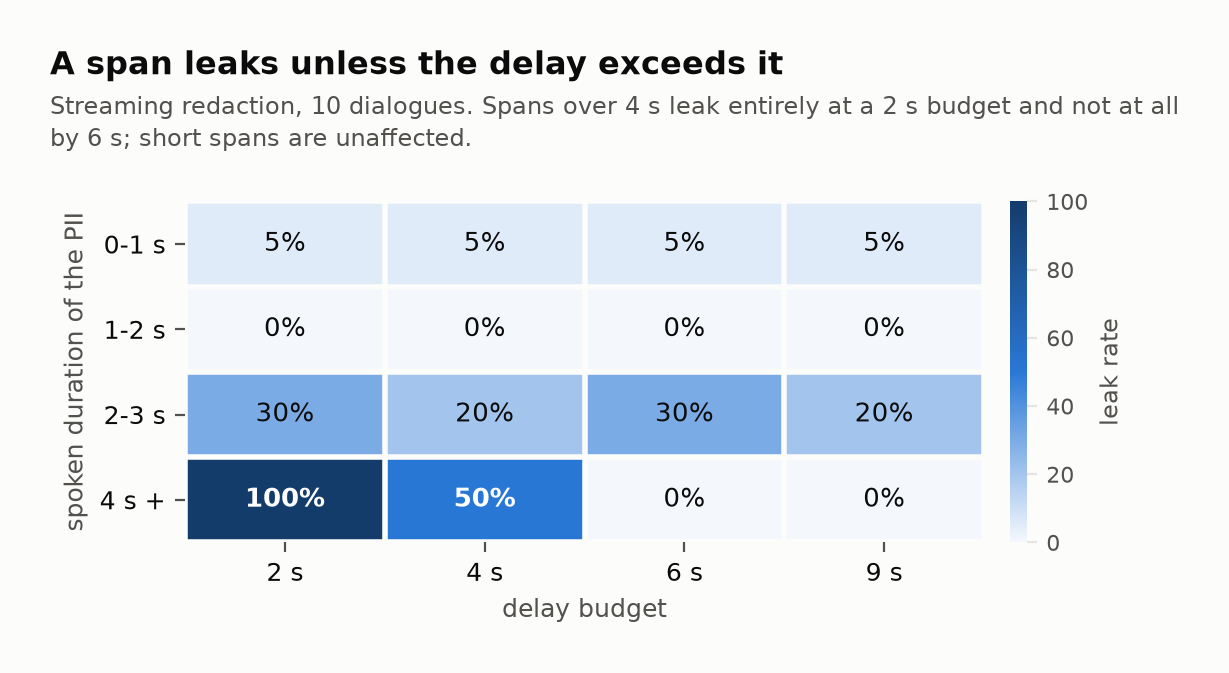 A span leaks unless the delay exceeds it
Streaming redaction, 10 dialogues. Spans over 4 s leak entirely at a 2 s budget and not at all
by 6 s; short spans are unaffected.
spoken duration of the PII
0-1 s
5%
5%
5%
5%
1-2 s
0%
0%
0%
0%
2-3 s
30%
20%
30%
20%
4 s +
100%
50%
0%
0%
2 s
4 s
6 s
9 s
delay budget
100
80
60
40
20
0
leak rate